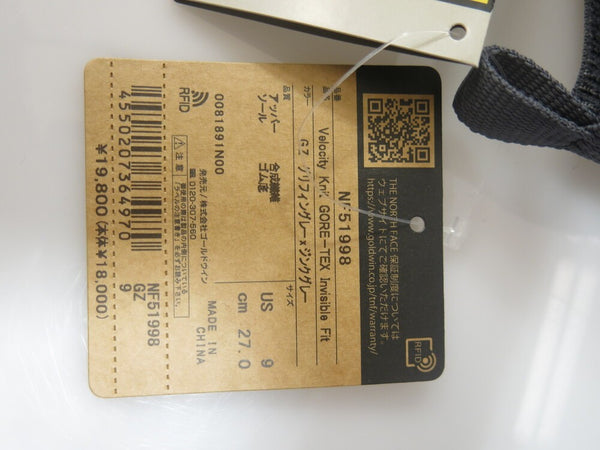 THE NORTH FACE 保証制度については
ウェブサイトにてご確認いただけます。
https://www.goldwin.co.jp/tnf/warranty/
RFID
品番
NF51998
品名
Velocity Knit GORE-TEX Invisible Fit
カラー
GZ グリフィングレー×ジンクグレー
品質
アッパー 合成繊維
ソール ゴム底
サイズ
US 9
cm 27.0
0081891N00
発売元/株式会社ゴールドウイン
0120-307-560
MADE IN
CHINA
RFID
注意
4550207364970
NF51998
GZ
9
¥19,800(本体¥18,000)